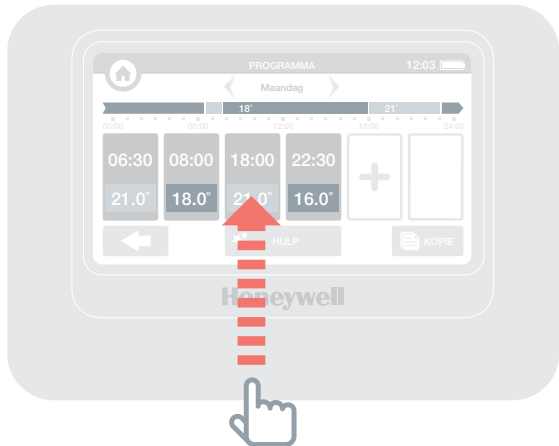 PROGRAMMA 12:03
Maandag
18° 21°
00:00 06:00 12:00 18:00 24:00
06:30 08:00 18:00 22:30
21.0° 18.0° 21.0° 16.0°
HULP KOPIE
Honeywell